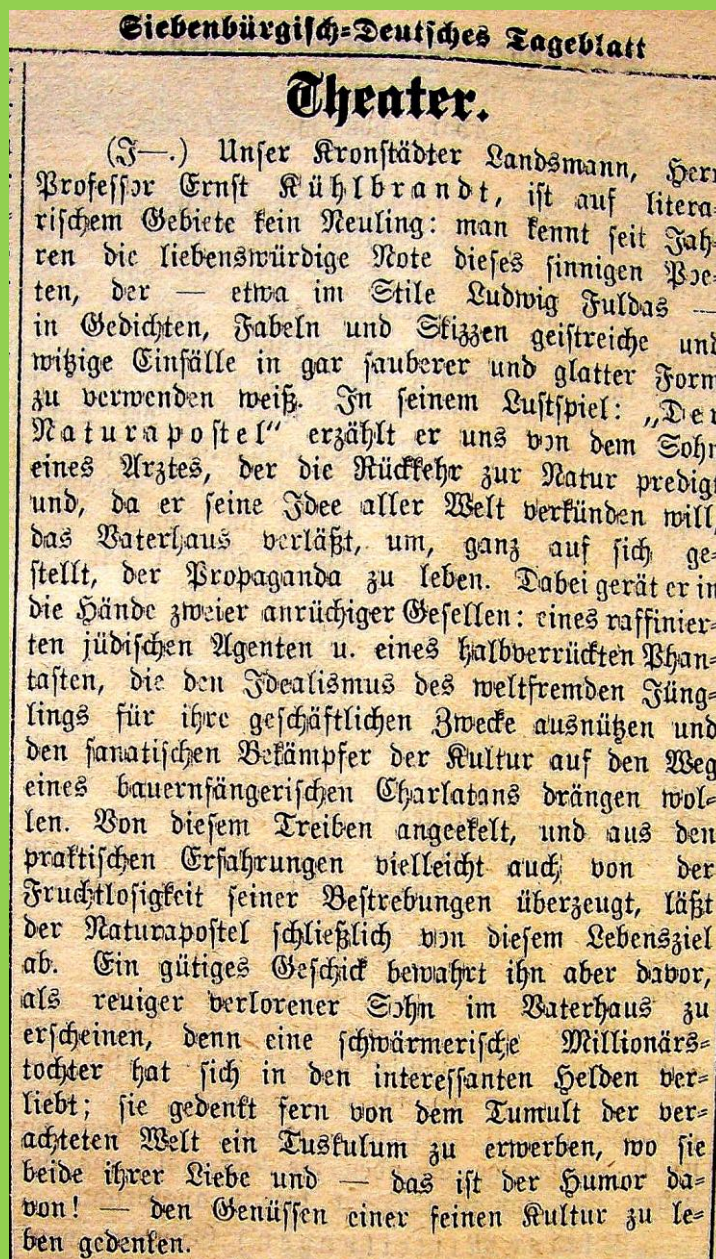 Siebenbürgisch-Deutsches Tageblatt
Theater.
(J—.) Unser Kronstädter Landsmann, Herr
Professor Ernst Kühlbrandt, ist auf litera-
rischem Gebiete kein Neuling: man kennt seit Jah-
ren die liebenswürdige Note dieses sinnigen Poe-
ten, der — etwa im Stile Ludwig Fuldas —
in Gedichten, Fabeln und Skizzen geistreiche und
witzige Einfälle in gar sauberer und glatter Form
zu verwenden weiß. In seinem Lustspiel: „Der
Naturapostel“ erzählt er uns von dem Sohn
eines Arztes, der die Rückkehr zur Natur predigt
und, da er seine Idee aller Welt verkünden will,
das Vaterhaus verläßt, um, ganz auf sich ge-
stellt, der Propaganda zu leben. Dabei gerät er in
die Hände zweier anrüchiger Gesellen: eines raffinier-
ten jüdischen Agenten u. eines halbverrückten Phan-
tasten, die den Idealismus des weltfremden Jüng-
lings für ihre geschäftlichen Zwecke ausnützen und
den fanatischen Bekämpfer der Kultur auf den Weg
eines bauernfängerischen Charlatans drängen wol-
len. Von diesem Treiben angeekelt, und aus den
praktischen Erfahrungen vielleicht auch von der
Fruchtlosigkeit seiner Bestrebungen überzeugt, läßt
der Naturapostel schließlich von diesem Lebensziel
ab. Ein gütiges Geschick bewahrt ihn aber davor,
als reuiger verlorener Sohn im Vaterhaus zu
erscheinen, denn eine schwärmerische Millionärs-
tochter hat sich in den interessanten Helden ver-
liebt; sie gedenkt fern von dem Tumult der ver-
achteten Welt ein Tuskulum zu erwerben, wo sie
beide ihrer Liebe und — das ist der Humor da-
von! — den Genüssen einer feinen Kultur zu le-
ben gedenken.